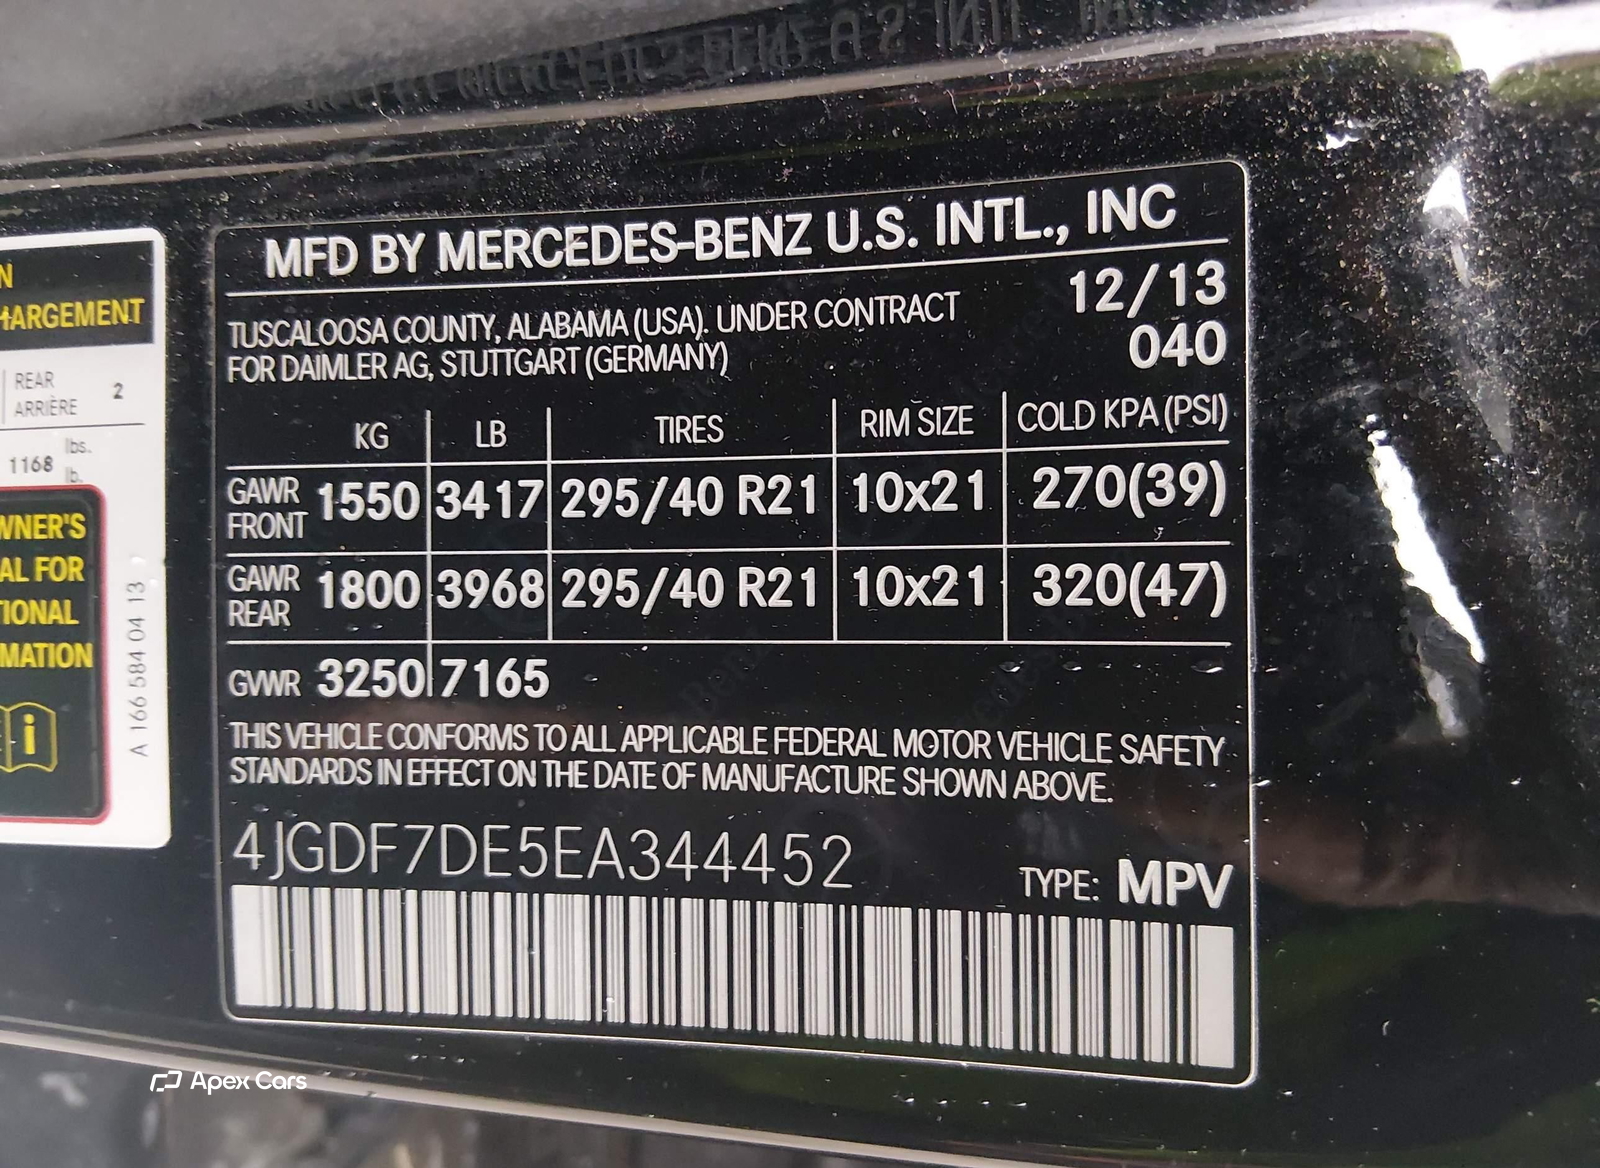 MFD BY MERCEDES-BENZ U.S. INTL., INC
TUSCALOOSA COUNTY, ALABAMA (USA). UNDER CONTRACT
FOR DAIMLER AG, STUTTGART (GERMANY)
12/13
040
KG LB TIRES RIM SIZE COLD KPA (PSI)
GAWR FRONT 1550 3417 295/40 R21 10x21 270(39)
GAWR REAR 1800 3968 295/40 R21 10x21 320(47)
GVWR 3250 7165
THIS VEHICLE CONFORMS TO ALL APPLICABLE FEDERAL MOTOR VEHICLE SAFETY
STANDARDS IN EFFECT ON THE DATE OF MANUFACTURE SHOWN ABOVE.
4JGDF7DE5EA344452
TYPE: MPV
N
HARGEMENT
REAR
ARRIÈRE 2
1168 lbs.
lb.
WNER'S
AL FOR
TIONAL
MATION
A 166 584 04 13
Apex Cars